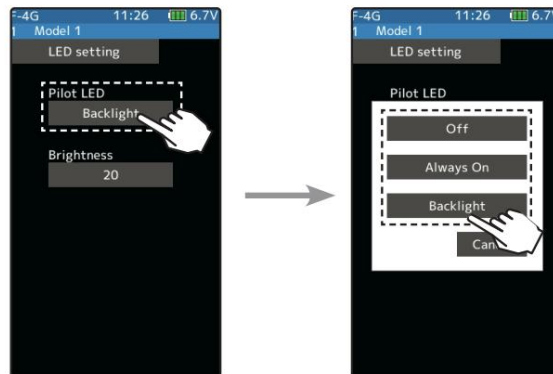 F-4G 11:26 6.7V
1 Model 1
LED setting
Pilot LED
Backlight
Brightness
20
F-4G 11:26 6.7V
1 Model 1
LED setting
Pilot LED
Off
Always On
Backlight